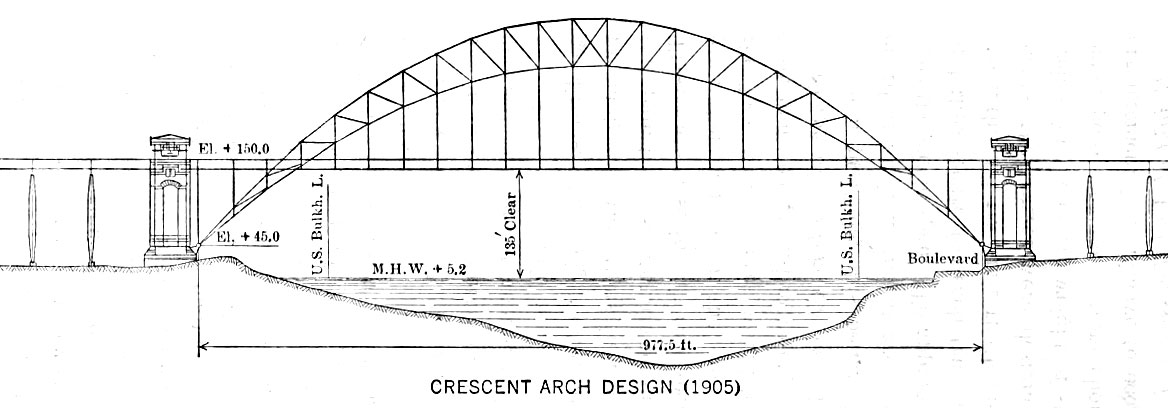 El. + 150.0
El. + 45.0
U.S. Bulkh. L.
135' Clear
U.S. Bulkh. L.
M.H.W. + 5.2
Boulevard
977.5 ft.
CRESCENT ARCH DESIGN (1905)